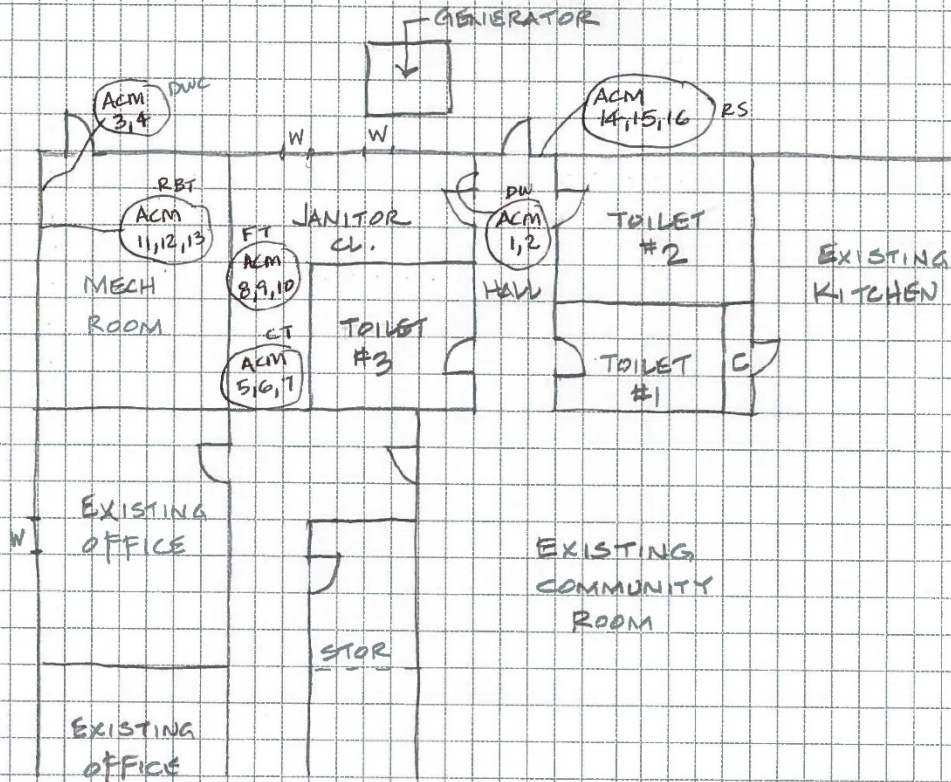 GENERATOR
ACM
3,4
DWC
ACM
14,15,16
RS
W
W
RBT
ACM
11,12,13
FT
ACM
8,9,10
JANITOR
CL.
DW
ACM
1,2
HALL
TOILET
#2
EXISTING
KITCHEN
MECH
ROOM
CT
ACM
5,6,7
TOILET
#3
TOILET
#1
C
EXISTING
OFFICE
W
EXISTING
COMMUNITY
ROOM
STOR
EXISTING
OFFICE